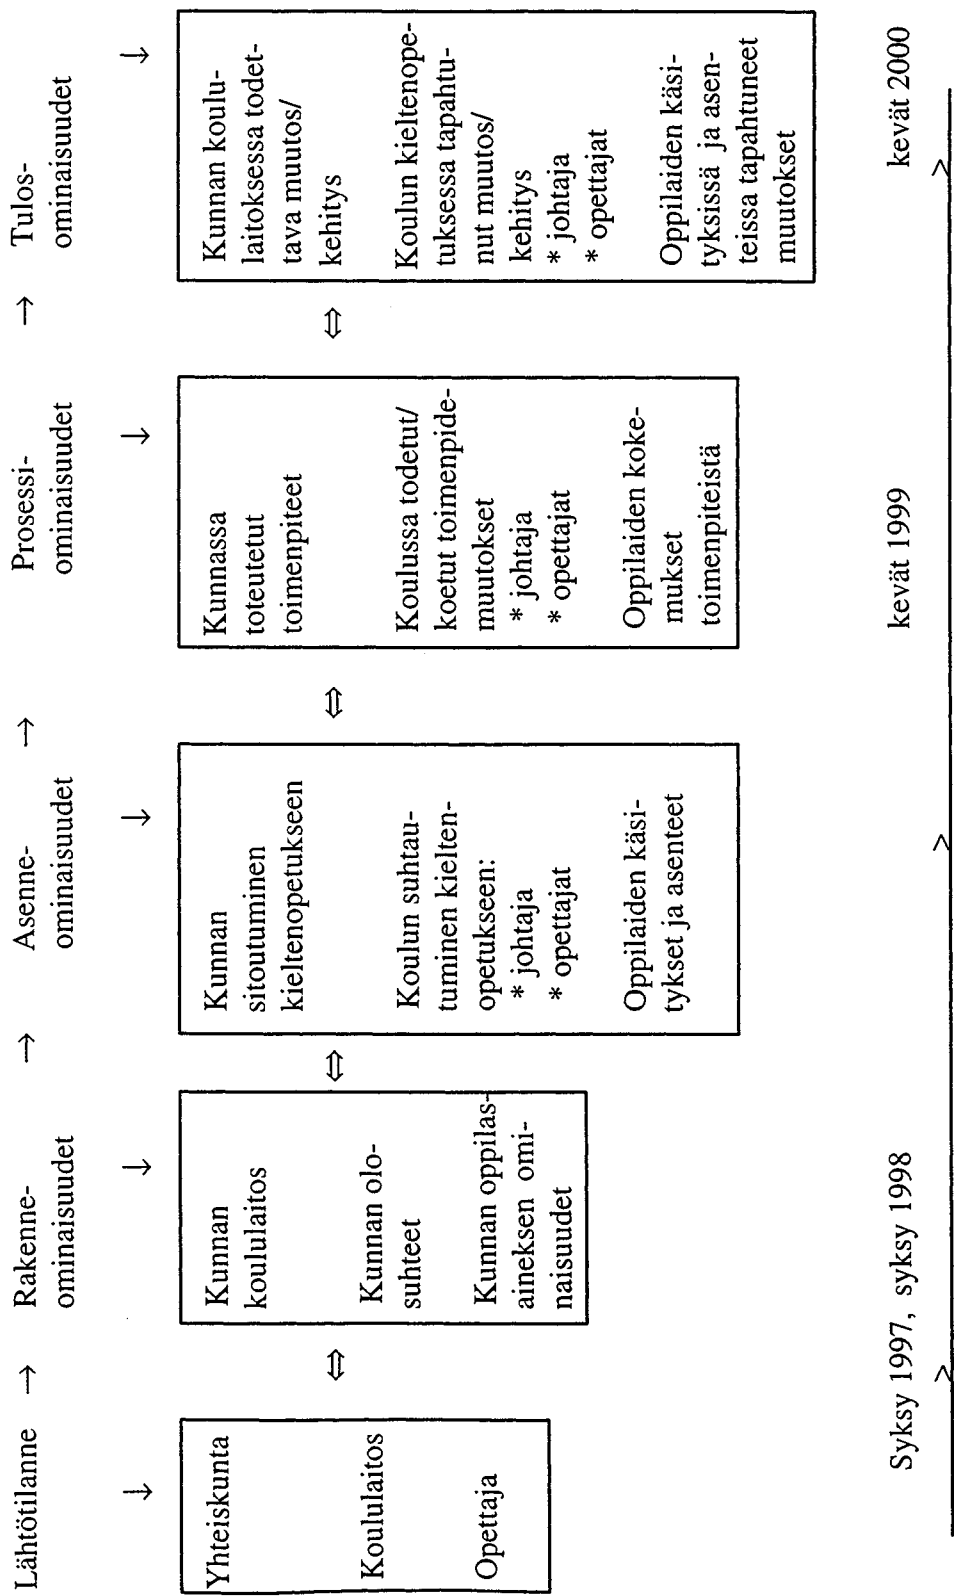 Lähtötilanne → Rakenne- → Asenne- → Prosessi- → Tulos-
ominaisuudet ominaisuudet ominaisuudet ominaisuudet
↓ ↓ ↓ ↓ ↓
Yhteiskunta
Koululaitos
Opettaja
⇔
Kunnan
koululaitos
Kunnan olo-
suhteet
Kunnan oppilas-
aineksen omi-
naisuudet
⇔
Kunnan
sitoutuminen
kieltenopetukseen
Koulun suhtau-
tuminen kielten-
opetukseen:
* johtaja
* opettajat
Oppilaiden käsi-
tykset ja asenteet
⇔
Kunnassa
toteutetut
toimenpiteet
Koulussa todetut/
koetut toimenpide-
muutokset
* johtaja
* opettajat
Oppilaiden koke-
mukset
toimenpiteistä
⇔
Kunnan koulu-
laitoksessa todet-
tava muutos/
kehitys
Koulun kieltenope-
tuksessa tapahtu-
nut muutos/
kehitys
* johtaja
* opettajat
Oppilaiden käsi-
tyksissä ja asen-
teissa tapahtuneet
muutokset
Syksy 1997, syksy 1998 kevät 1999 kevät 2000